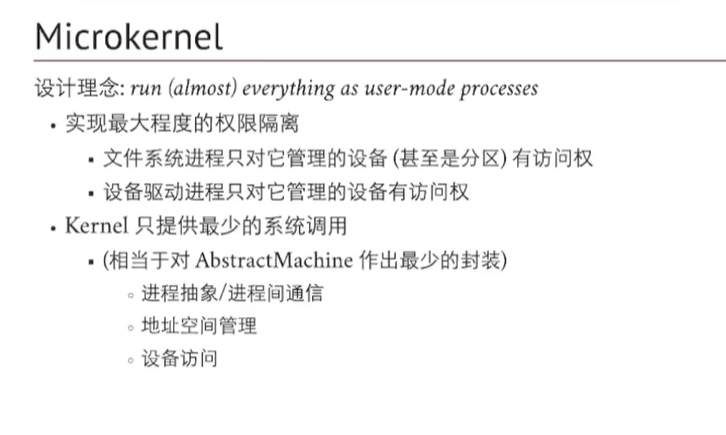 Microkernel
设计理念: run (almost) everything as user-mode processes
• 实现最大程度的权限隔离
▪ 文件系统进程只对它管理的设备 (甚至是分区) 有访问权
▪ 设备驱动进程只对它管理的设备有访问权
• Kernel 只提供最少的系统调用
▪ (相当于对 AbstractMachine 作出最少的封装)
◦ 进程抽象/进程间通信
◦ 地址空间管理
◦ 设备访问